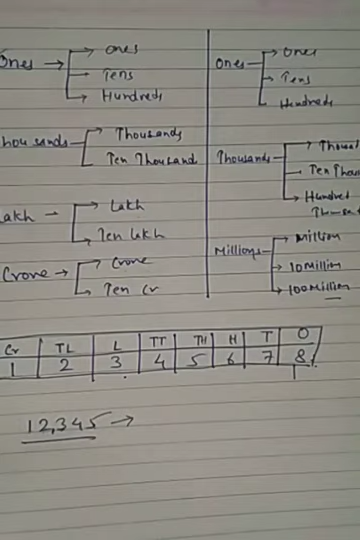 Ones → ones
Tens
Hundreds
Thousands
Ten Thousand
Lakh
Lakh
Ten Lakh
Crore → Crore
Ten Cr
Ones
Ones
Tens
Hundreds
Thousands
Ten
Hundred
Millions
Million
10 Million
100 Million
Cr TL L TT TH H T O
1 2 3 4 5 6 7 8
12,345 →